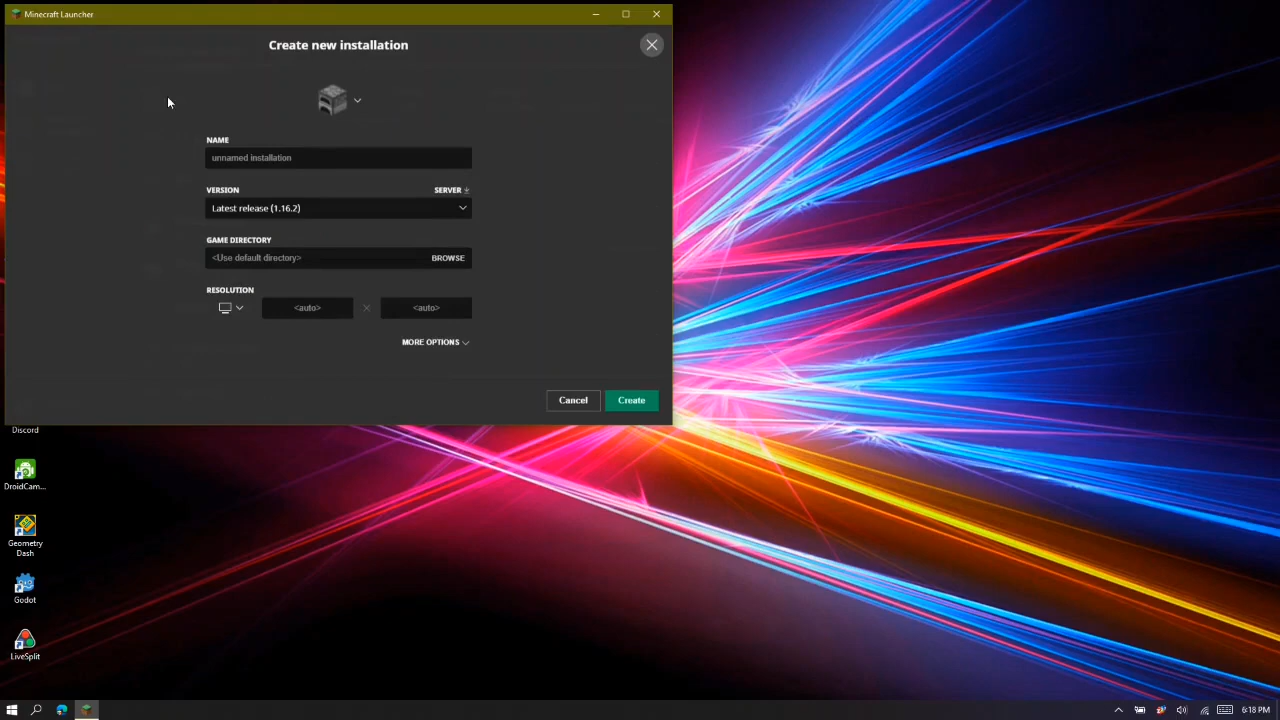 Minecraft Launcher
Create new installation
NAME
unnamed installation
VERSION
SERVER
Latest release (1.16.2)
GAME DIRECTORY
<Use default directory>
BROWSE
RESOLUTION
<auto>
<auto>
MORE OPTIONS
Cancel
Create
Discord
DroidCam...
Geometry
Dash
Godot
LiveSplit
6:18 PM